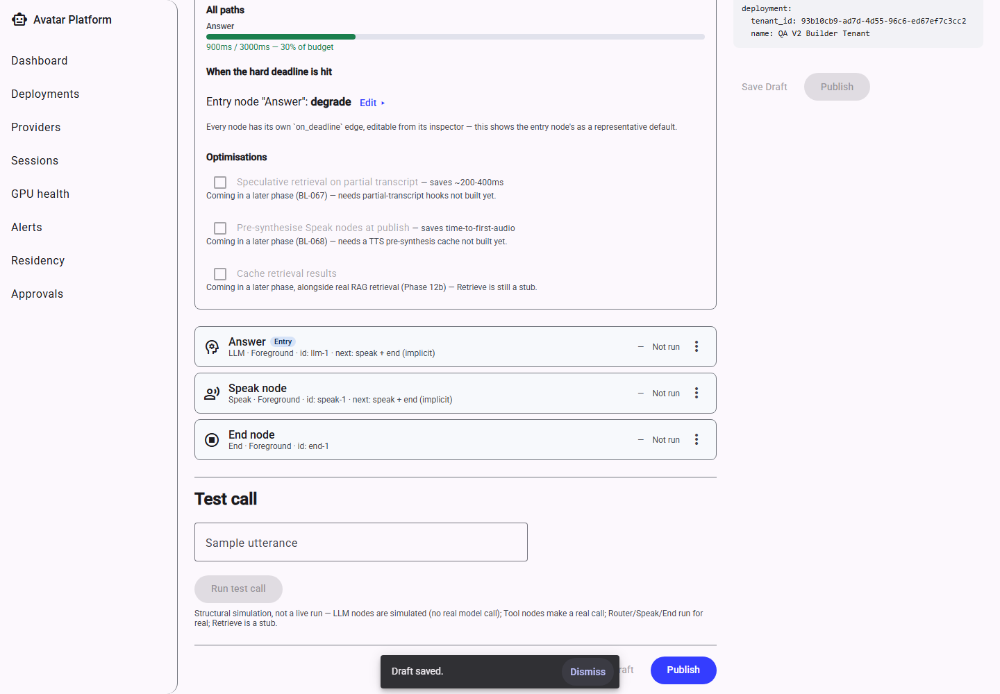 Avatar Platform
Dashboard
Deployments
Providers
Sessions
GPU health
Alerts
Residency
Approvals
All paths
Answer
900ms / 3000ms — 30% of budget
When the hard deadline is hit
Entry node "Answer": degrade Edit ▸
Every node has its own `on_deadline` edge, editable from its inspector — this shows the entry node's as a representative default.
Optimisations
Speculative retrieval on partial transcript — saves ~200-400ms
Coming in a later phase (BL-067) — needs partial-transcript hooks not built yet.
Pre-synthesise Speak nodes at publish — saves time-to-first-audio
Coming in a later phase (BL-068) — needs a TTS pre-synthesis cache not built yet.
Cache retrieval results
Coming in a later phase, alongside real RAG retrieval (Phase 12b) — Retrieve is still a stub.
Answer Entry
LLM · Foreground · id: llm-1 · next: speak + end (implicit)
— Not run
Speak node
Speak · Foreground · id: speak-1 · next: speak + end (implicit)
— Not run
End node
End · Foreground · id: end-1
— Not run
Test call
Sample utterance
Run test call
Structural simulation, not a live run — LLM nodes are simulated (no real model call); Tool nodes make a real call; Router/Speak/End run for
real; Retrieve is a stub.
Draft saved. Dismiss
raft
Publish
deployment:
tenant_id: 93b10cb9-ad7d-4d55-96c6-ed67ef7c3cc2
name: QA V2 Builder Tenant
Save Draft
Publish